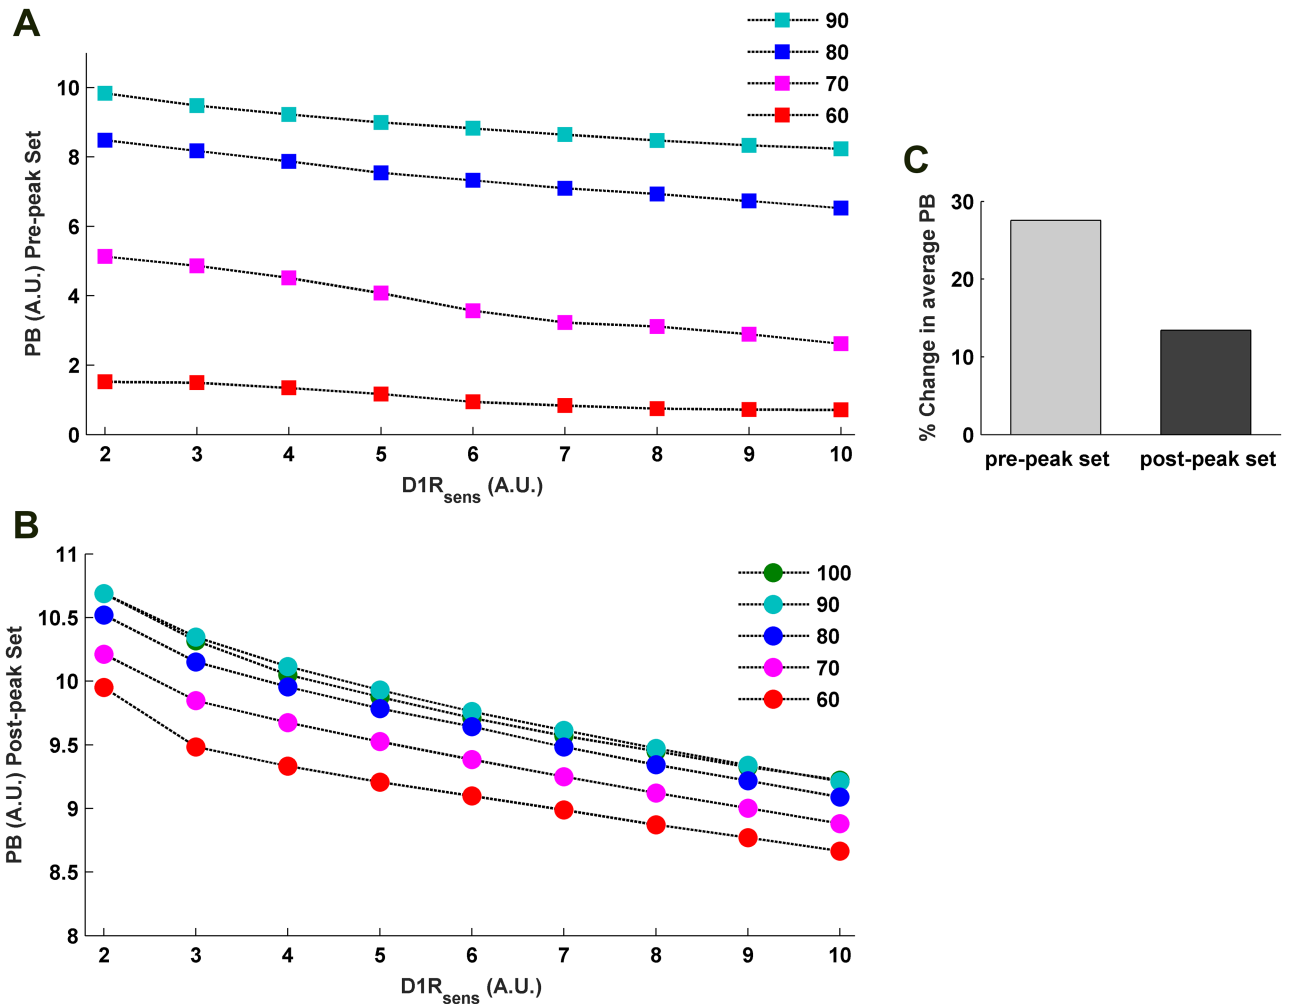 A
90
80
70
60
PB (A.U.) Pre-peak Set
10
8
6
4
2
0
2 3 4 5 6 7 8 9 10
D1Rsens (A.U.)
C
% Change in average PB
30
20
10
0
pre-peak set post-peak set
B
100
90
80
70
60
PB (A.U.) Post-peak Set
11
10.5
10
9.5
9
8.5
8
2 3 4 5 6 7 8 9 10
D1Rsens (A.U.)